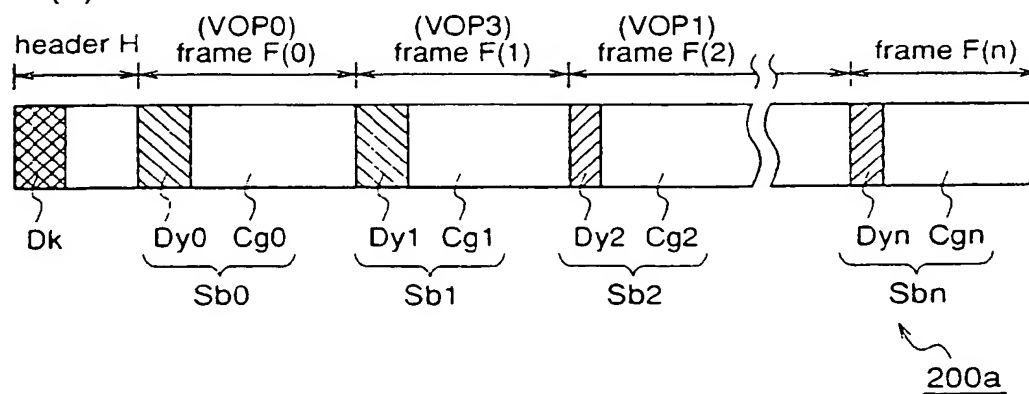 (VOP0) (VOP3) (VOP1)
header H frame F(0) frame F(1) frame F(2) frame F(n)
Dk Dy0 Cg0 Dy1 Cg1 Dy2 Cg2 Dyn Cgn
Sb0 Sb1 Sb2 Sbn
200a